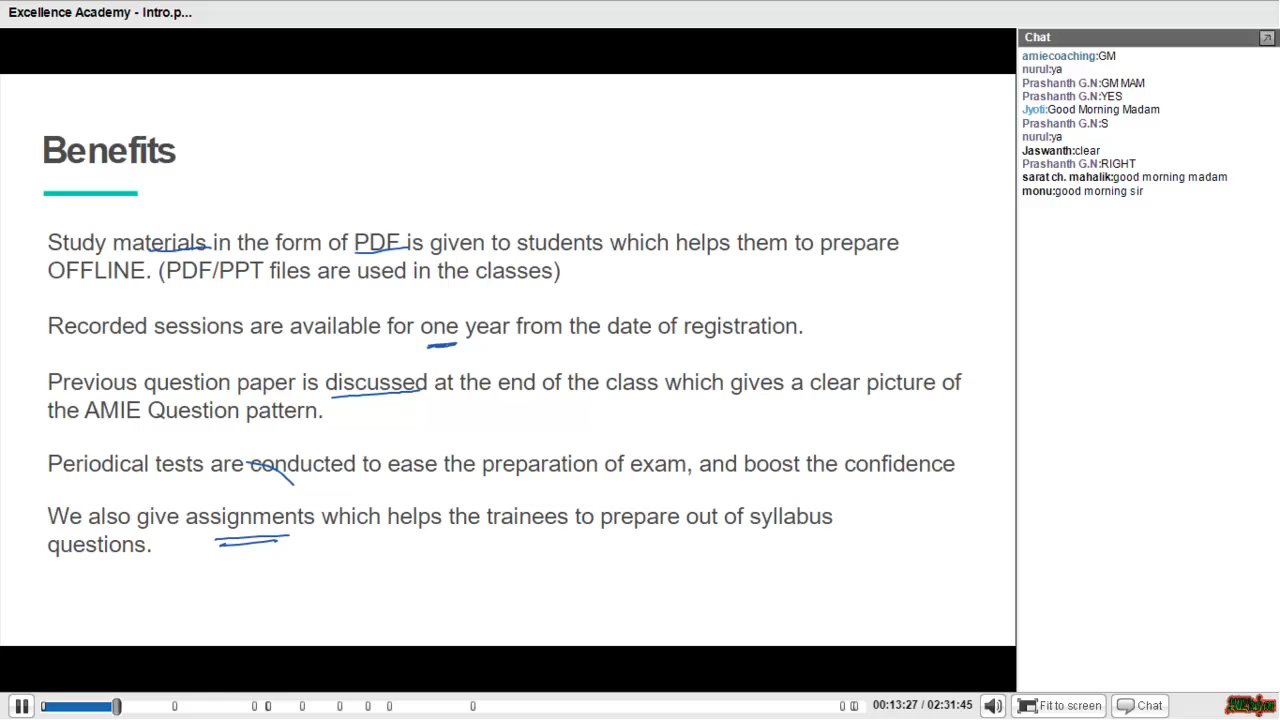 Excellence Academy - Intro.p...
Benefits
Study materials in the form of PDF is given to students which helps them to prepare
OFFLINE. (PDF/PPT files are used in the classes)
Recorded sessions are available for one year from the date of registration.
Previous question paper is discussed at the end of the class which gives a clear picture of
the AMIE Question pattern.
Periodical tests are conducted to ease the preparation of exam, and boost the confidence
We also give assignments which helps the trainees to prepare out of syllabus
questions.
Chat
amiecoaching:GM
nurul:ya
Prashanth G.N:GM MAM
Prashanth G.N:YES
Jyoti:Good Morning Madam
Prashanth G.N:S
nurul:ya
Jaswanth:clear
Prashanth G.N:RIGHT
sarat ch. mahalik:good morning madam
monu:good morning sir
00:13:27 / 02:31:45
Fit to screen
Chat